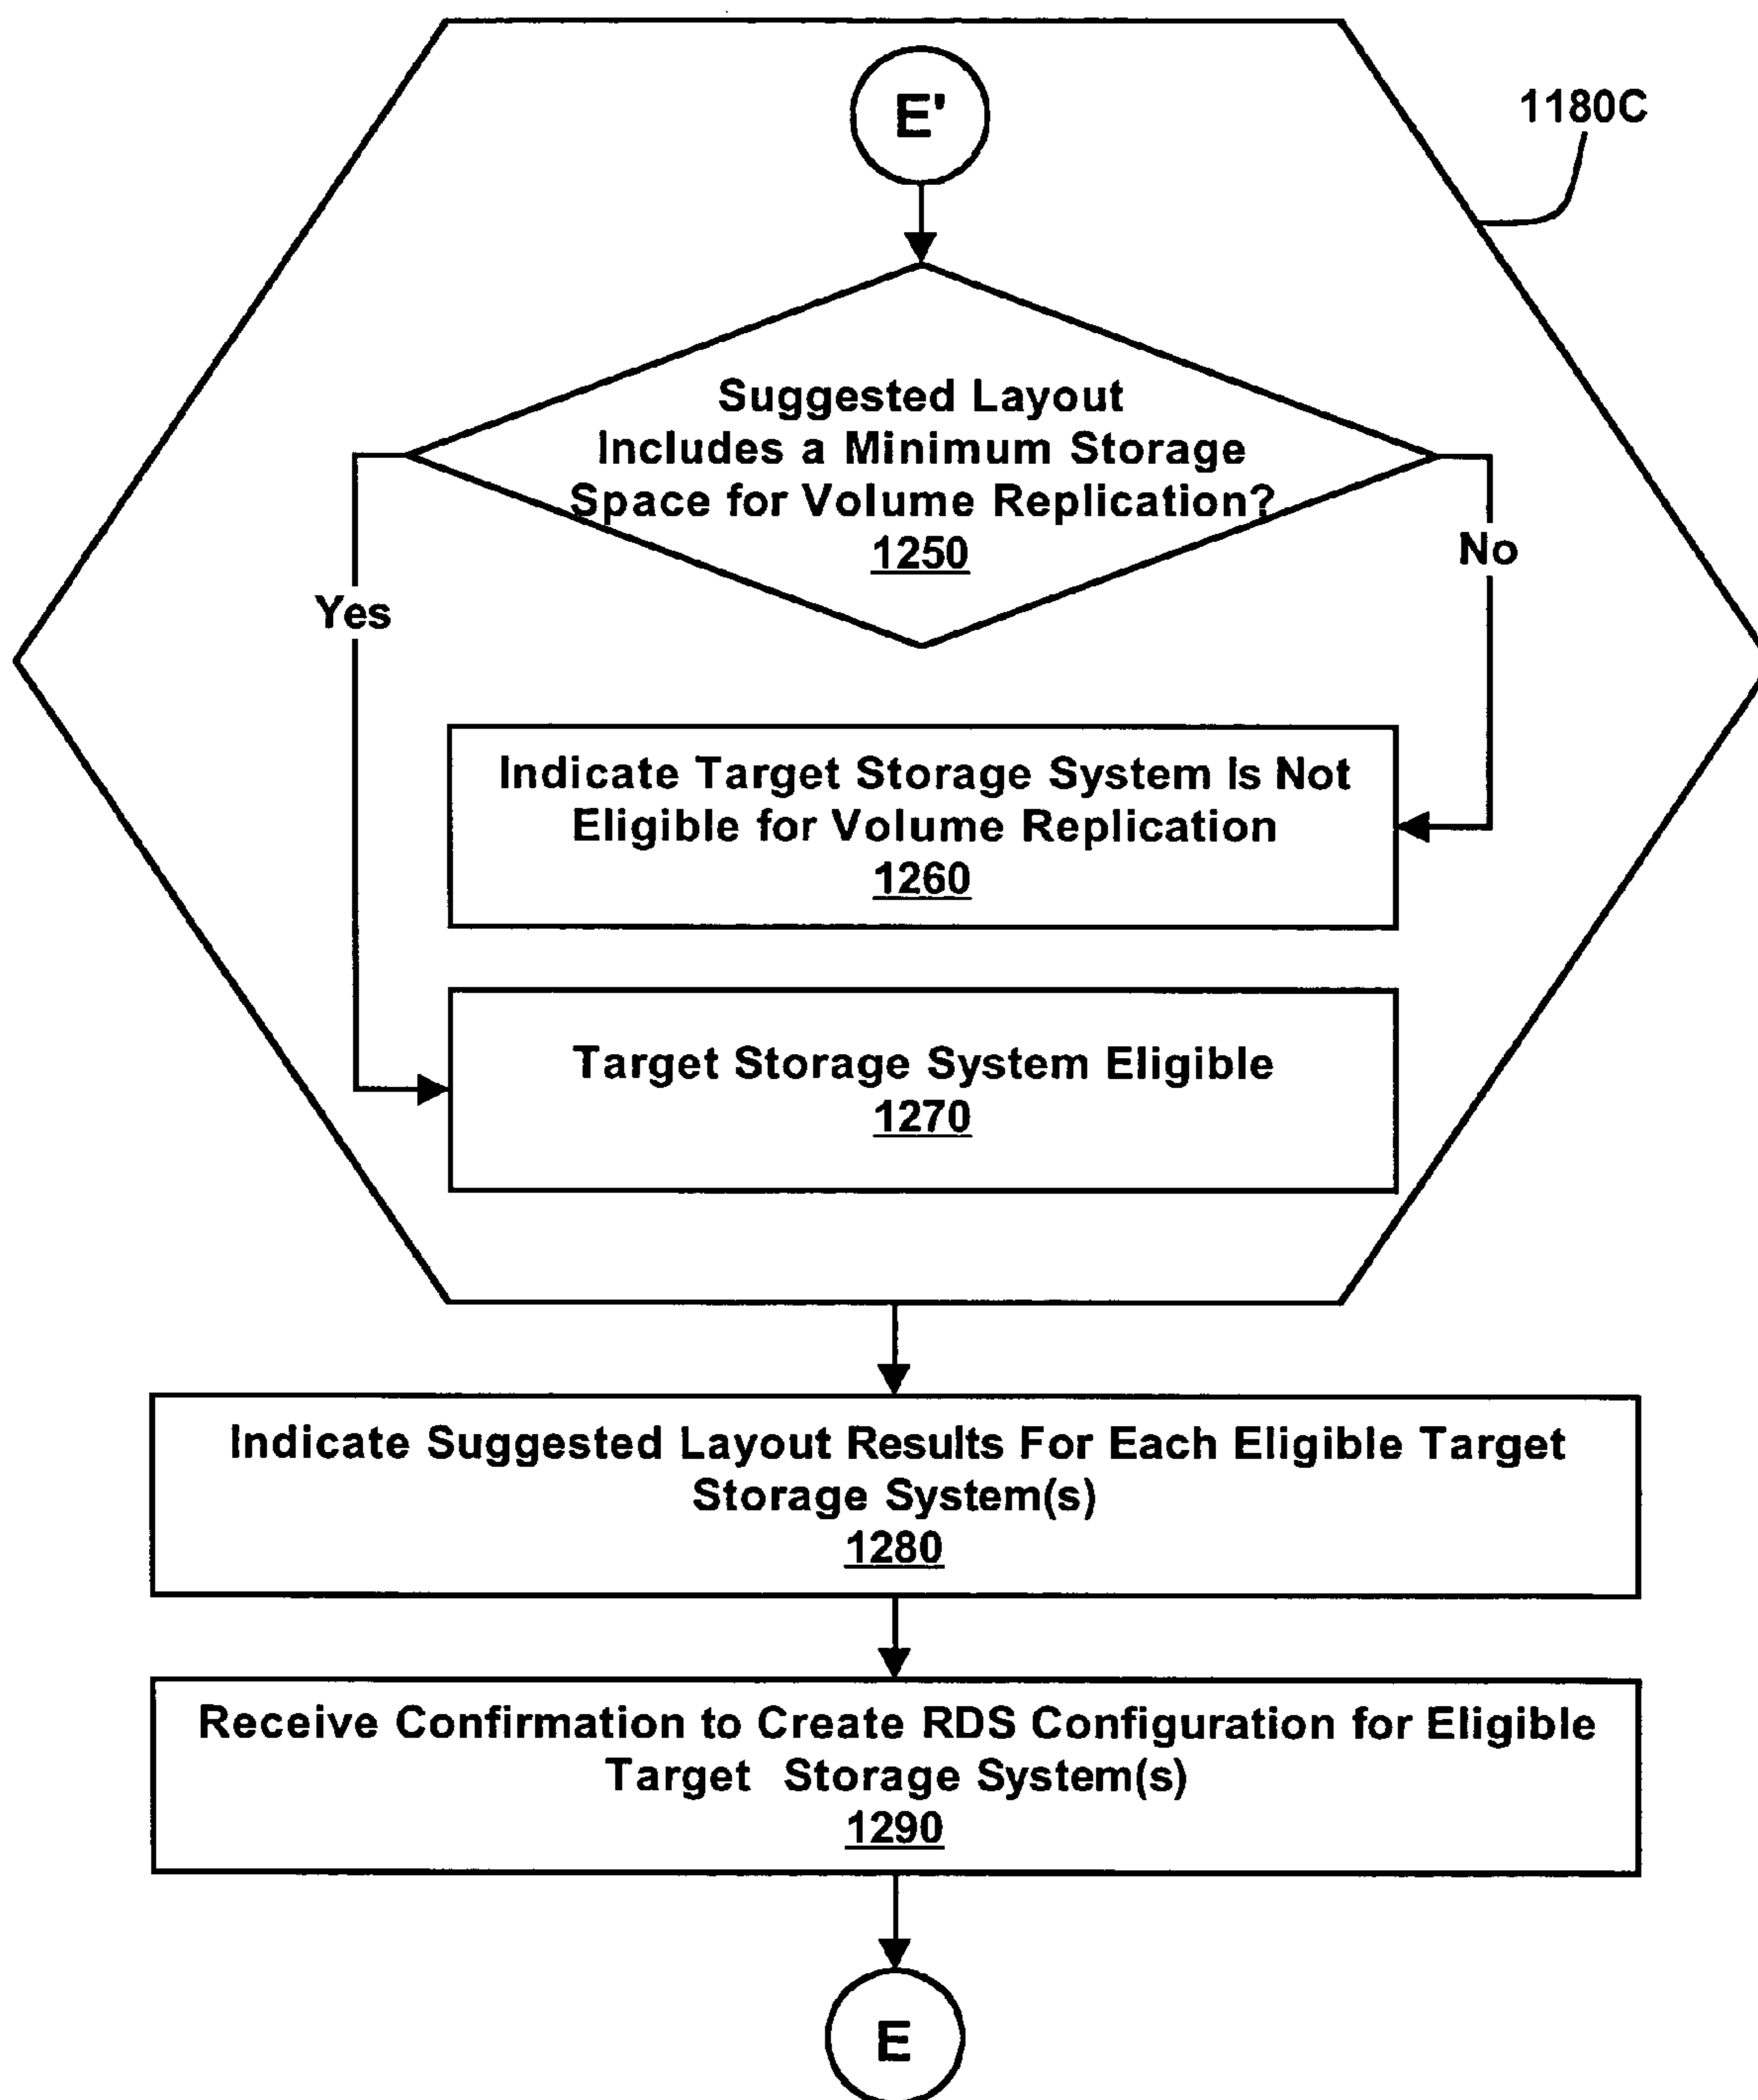 E'
1180C
Suggested Layout
Includes a Minimum Storage
Space for Volume Replication?
1250
No
Yes
Indicate Target Storage System Is Not
Eligible for Volume Replication
1260
Target Storage System Eligible
1270
Indicate Suggested Layout Results For Each Eligible Target
Storage System(s)
1280
Receive Confirmation to Create RDS Configuration for Eligible
Target Storage System(s)
1290
E